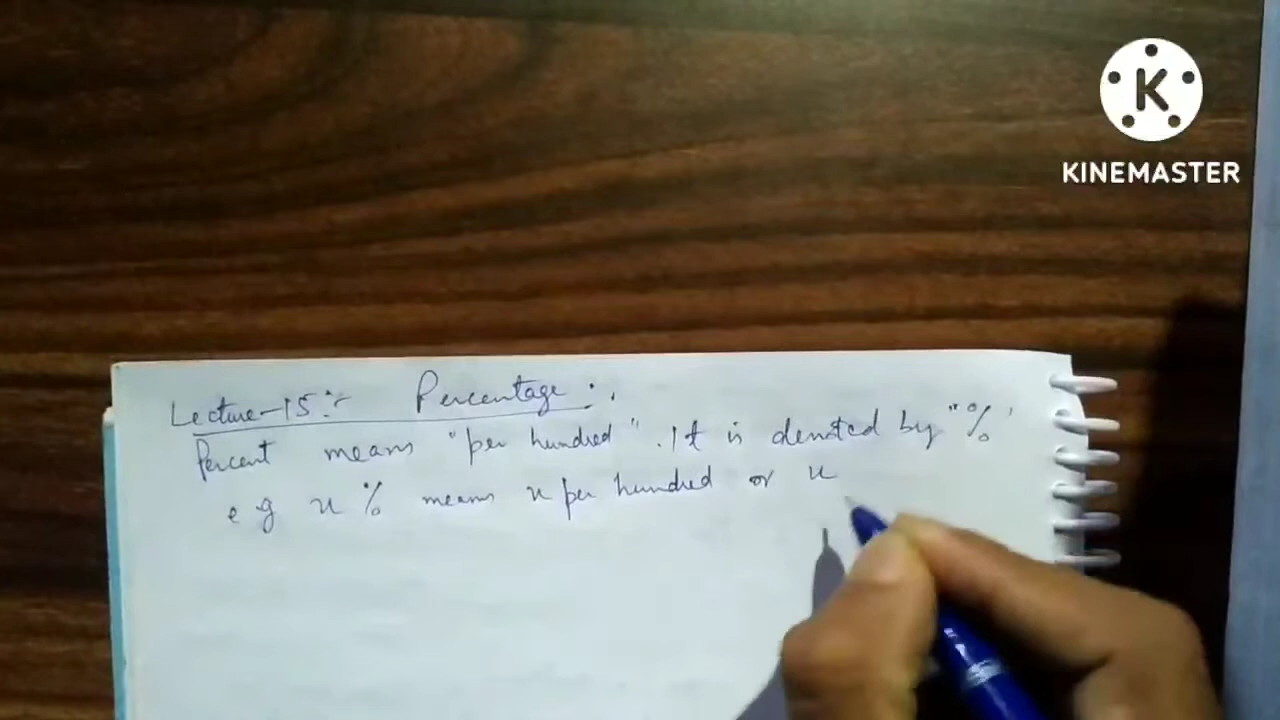 Lecture-15:- Percentage :.
Percent means "per hundred". It is denoted by "%"
e.g x % means x per hundred or x
K
KINEMASTER